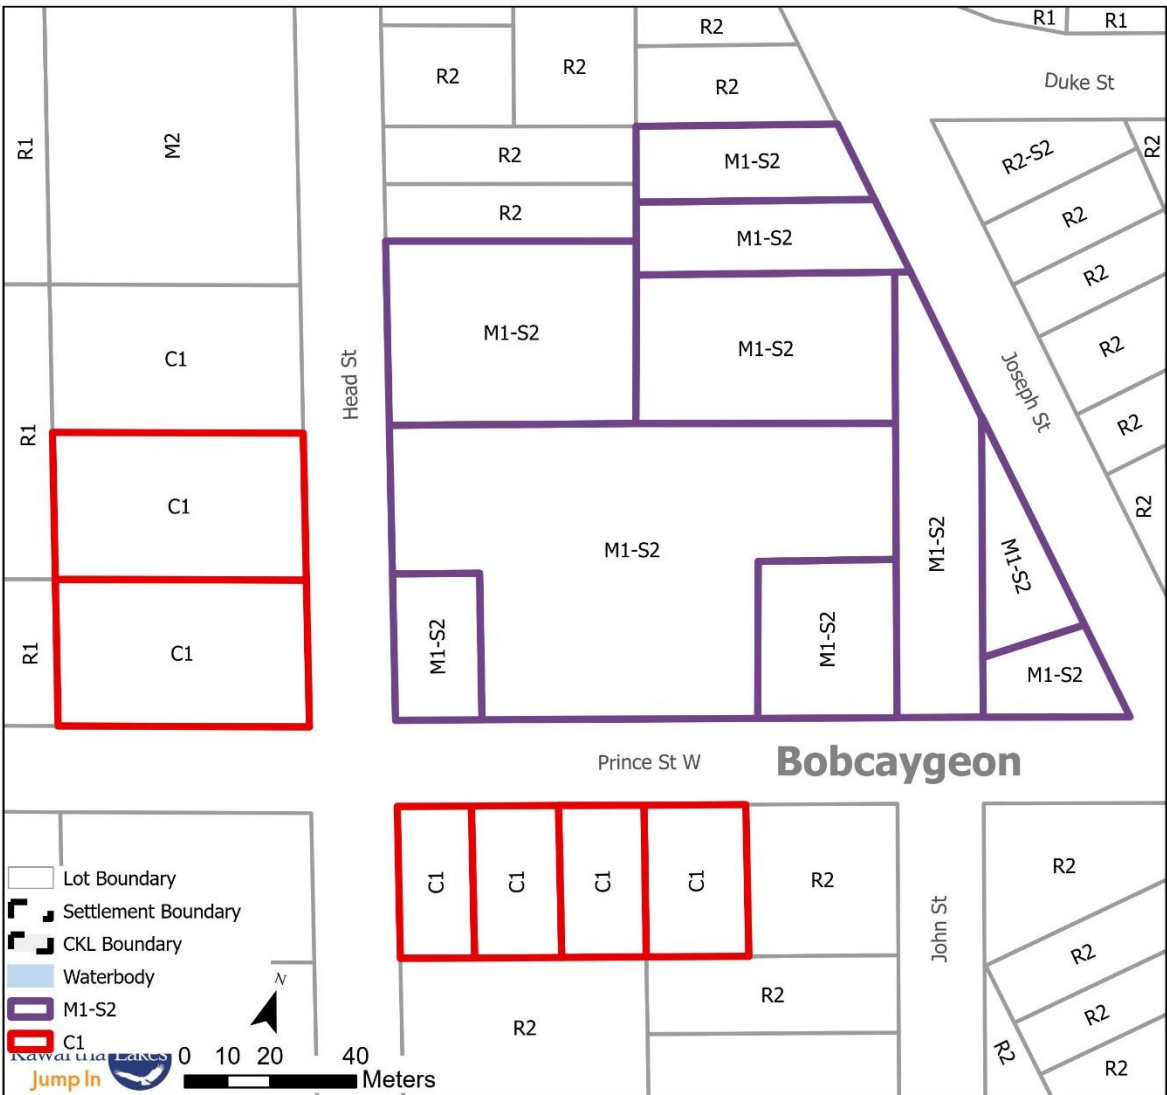 R1 R1
R2
R2 R2
R2
Duke St
R1 M2 R2 M1-S2 R2-S2 R2
R2 R2
M1-S2
R2
M1-S2 M1-S2
C1 Head St Joseph St R2
R1 R2
C1 R2
M1-S2 M1-S2 M1-S2
R1 C1 M1-S2 M1-S2 M1-S2
Prince St W Bobcaygeon
C1 C1 C1 C1 R2 R2
John St
R2
R2
R2 R2
R2 R2
Lot Boundary
Settlement Boundary
CKL Boundary
Waterbody
M1-S2
C1
N
Kawartha Lakes
Jump In
0 10 20 40
Meters